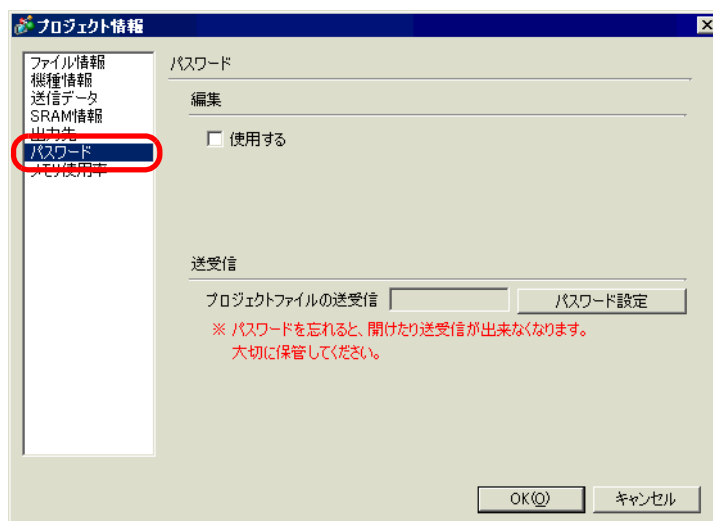 プロジェクト情報
ファイル情報
機種情報
送信データ
SRAM情報
出力先
パスワード
メモリ使用率
パスワード
編集
使用する
送受信
プロジェクトファイルの送受信
パスワード設定
※ パスワードを忘れると、開けたり送受信が出来なくなります。
大切に保管してください。
OK(O)
キャンセル